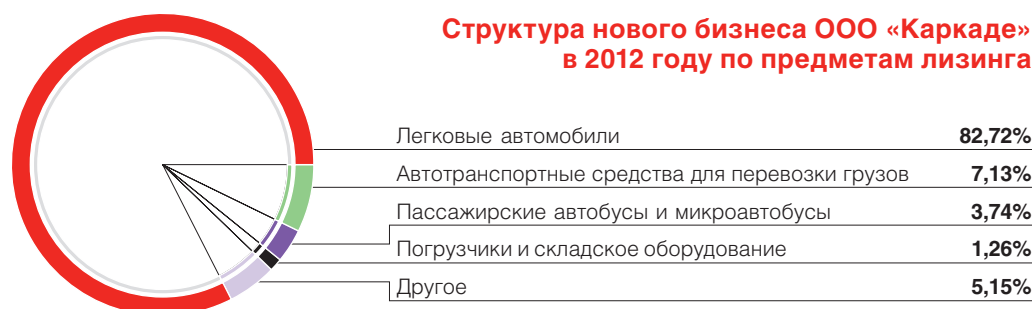 Структура нового бизнеса ООО «Каркаде»
в 2012 году по предметам лизинга
Легковые автомобили 82,72%
Автотранспортные средства для перевозки грузов 7,13%
Пассажирские автобусы и микроавтобусы 3,74%
Погрузчики и складское оборудование 1,26%
Другое 5,15%